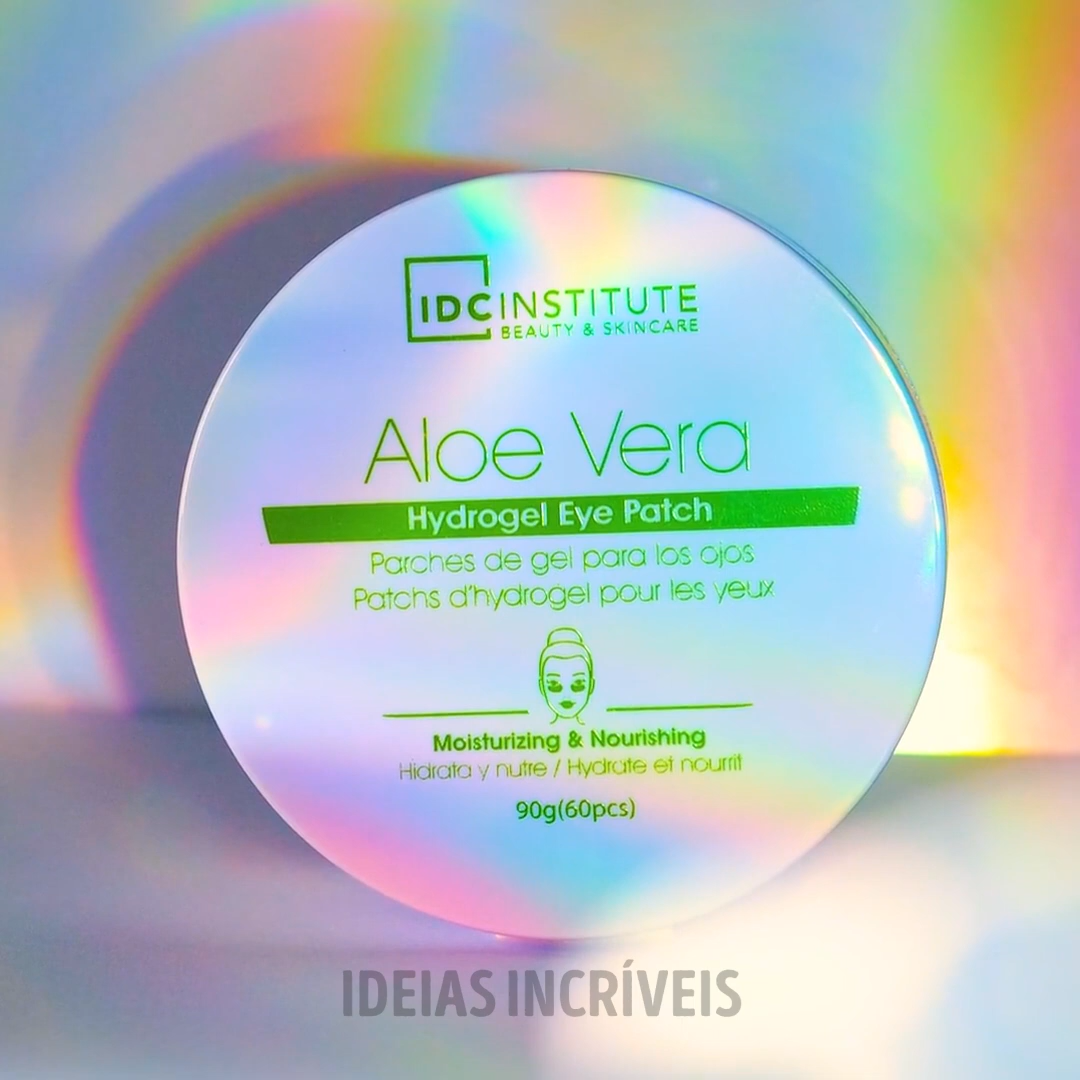 IDC INSTITUTE
BEAUTY & SKINCARE
Aloe Vera
Hydrogel Eye Patch
Parches de gel para los ojos
Patchs d'hydrogel pour les yeux
Moisturizing & Nourishing
Hidrata y nutre / Hydrate et nourrit
90g(60pcs)
IDEIAS INCRÍVEIS